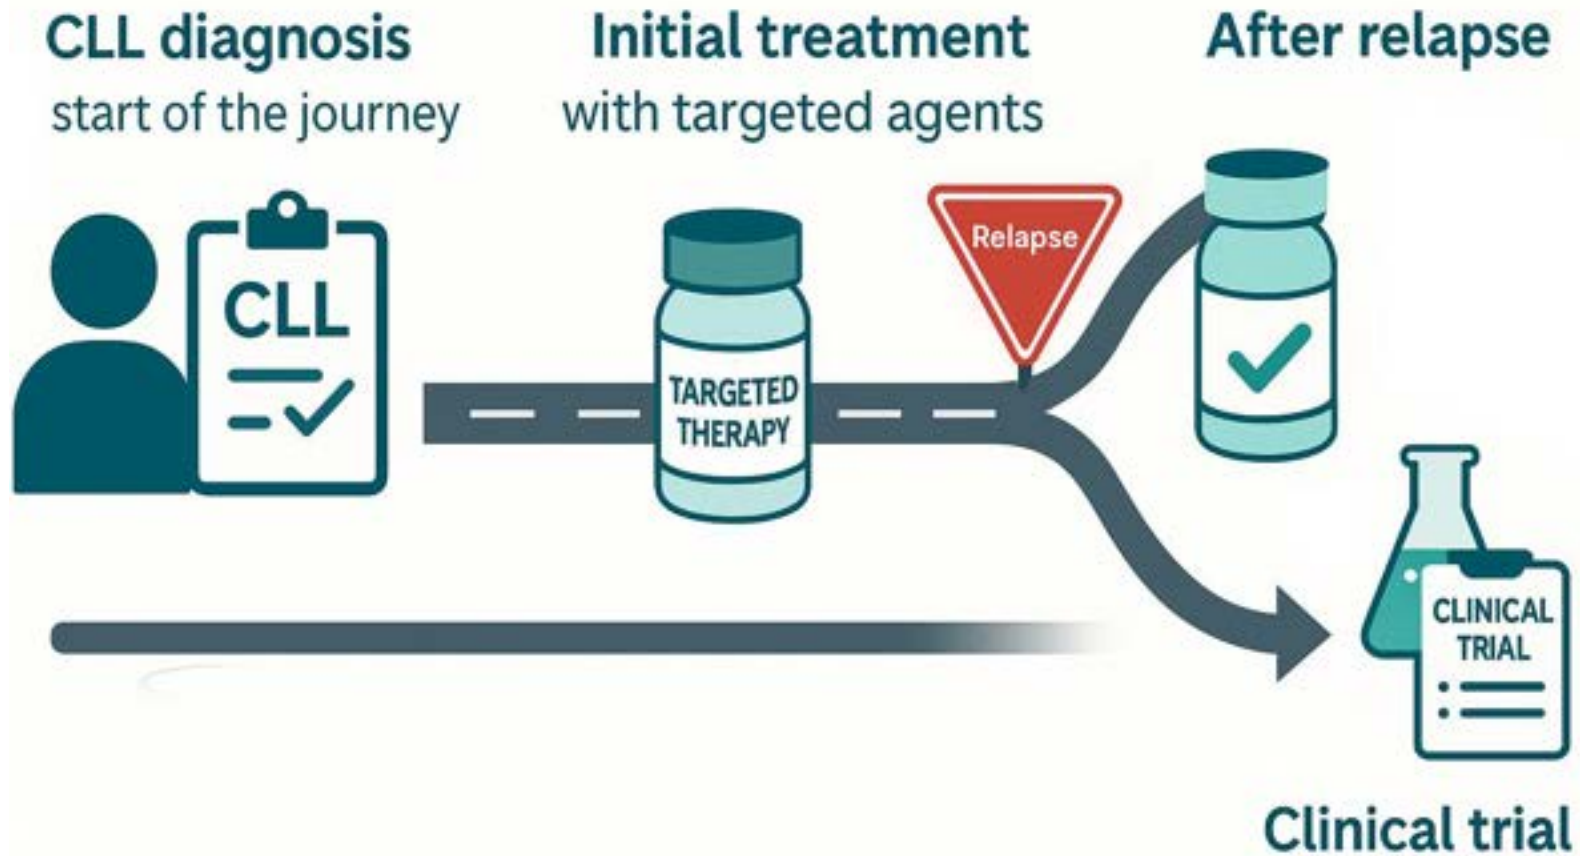 CLL diagnosis
start of the journey
Initial treatment
with targeted agents
After relapse
CLL
TARGETED
THERAPY
Relapse
CLINICAL
TRIAL
Clinical trial